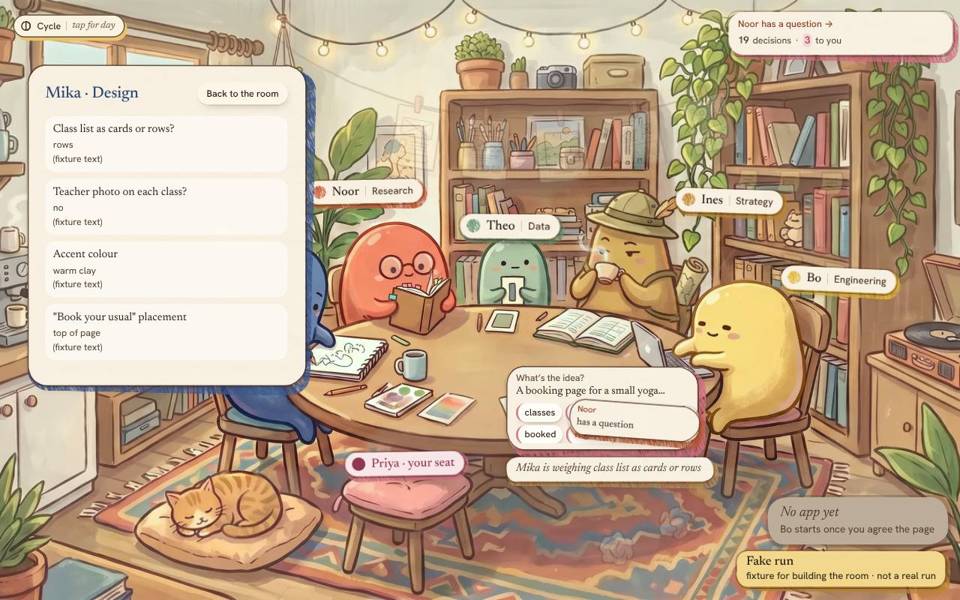 Cycle | tap for day
Noor has a question →
19 decisions · 3 to you
Mika · Design
Back to the room
Class list as cards or rows?
rows
(fixture text)
Teacher photo on each class?
no
(fixture text)
Accent colour
warm clay
(fixture text)
"Book your usual" placement
top of page
(fixture text)
Noor | Research
Theo | Data
Ines | Strategy
Bo | Engineering
What's the idea?
A booking page for a small yoga...
classes
booked
Noor
has a question
Mika is weighing class list as cards or rows
Priya · your seat
No app yet
Bo starts once you agree the page
Fake run
fixture for building the room · not a real run